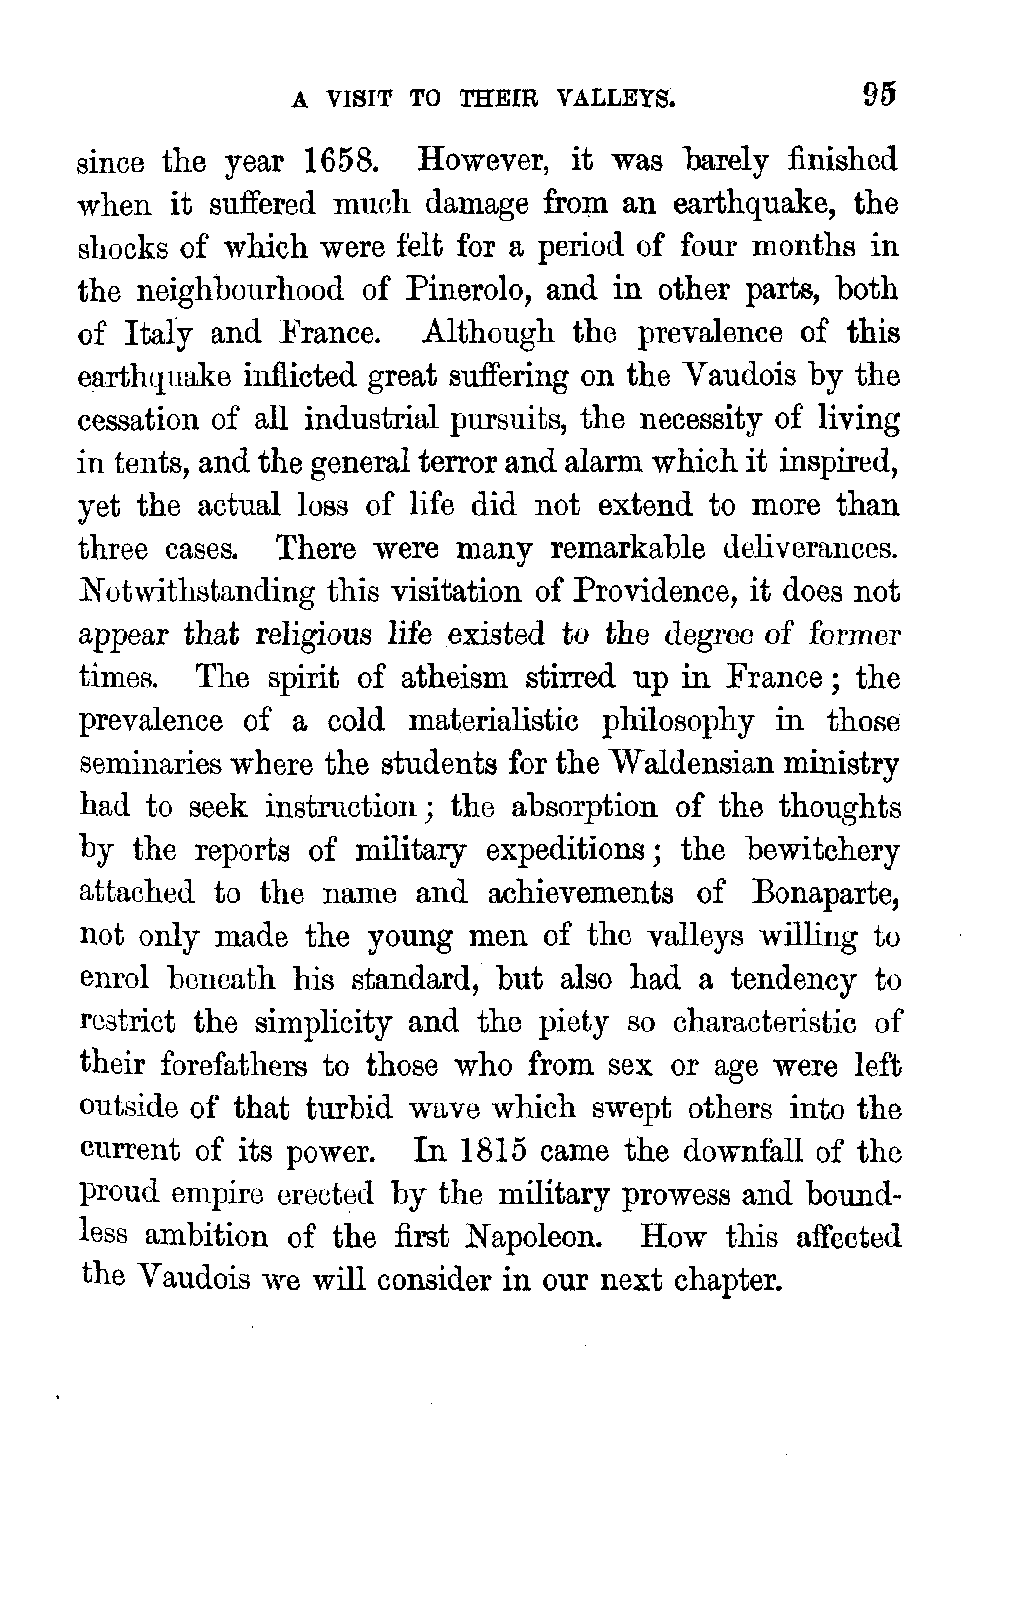 A VISIT TO THEIR VALLEYS. 95
since the year 1658. However, it was barely finished
when it suffered much damage from an earthquake, the
shocks of which were felt for a period of four months in
the neighbourhood of Pinerolo, and in other parts, both
of Italy and France. Although the prevalence of this
earthquake inflicted great suffering on the Vaudois by the
cessation of all industrial pursuits, the necessity of living
in tents, and the general terror and alarm which it inspired,
yet the actual loss of life did not extend to more than
three cases. There were many remarkable deliverances.
Notwithstanding this visitation of Providence, it does not
appear that religious life existed to the degree of former
times. The spirit of atheism stirred up in France; the
prevalence of a cold materialistic philosophy in those
seminaries where the students for the Waldensian ministry
had to seek instruction; the absorption of the thoughts
by the reports of military expeditions; the bewitchery
attached to the name and achievements of Bonaparte,
not only made the young men of the valleys willing to
enrol beneath his standard, but also had a tendency to
restrict the simplicity and the piety so characteristic of
their forefathers to those who from sex or age were left
outside of that turbid wave which swept others into the
current of its power. In 1815 came the downfall of the
proud empire erected by the military prowess and bound-
less ambition of the first Napoleon. How this affected
the Vaudois we will consider in our next chapter.